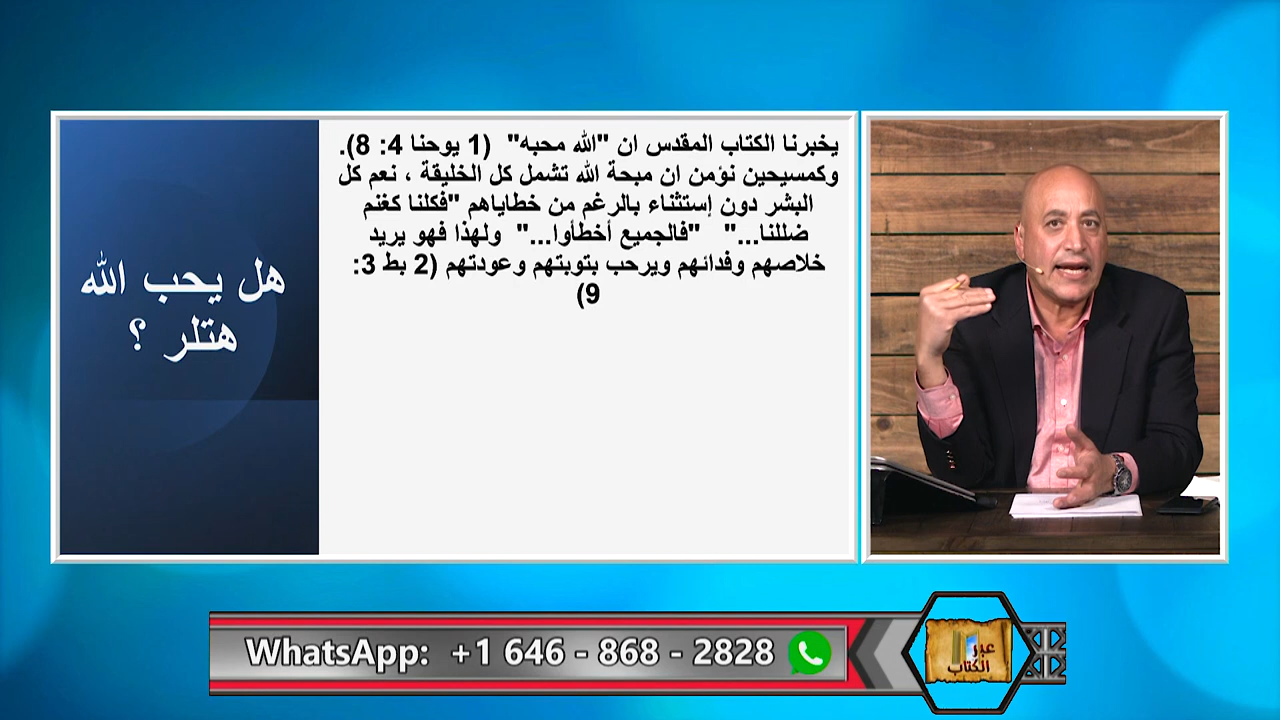 هل يحب الله
هتلر ؟
يخبرنا الكتاب المقدس ان "الله محبه" (1 يوحنا 4: 8).
وكمسيحين نؤمن ان مبحة الله تشمل كل الخليقة ، نعم كل
البشر دون إستثناء بالرغم من خطاياهم "فكلنا كغنم
ضللنا..." "فالجميع أخطأوا..." ولهذا فهو يريد
خلاصهم وفدائهم ويرحب بتوبتهم وعودتهم (2 بط 3:
9)
WhatsApp: +1 646 - 868 - 2828
عبر
الكتاب